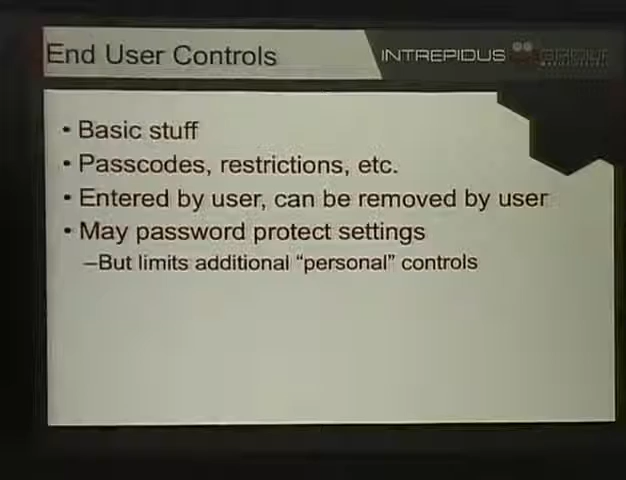 End User Controls
INTREPIDUS GROUP
• Basic stuff
• Passcodes, restrictions, etc.
• Entered by user, can be removed by user
• May password protect settings
–But limits additional “personal” controls